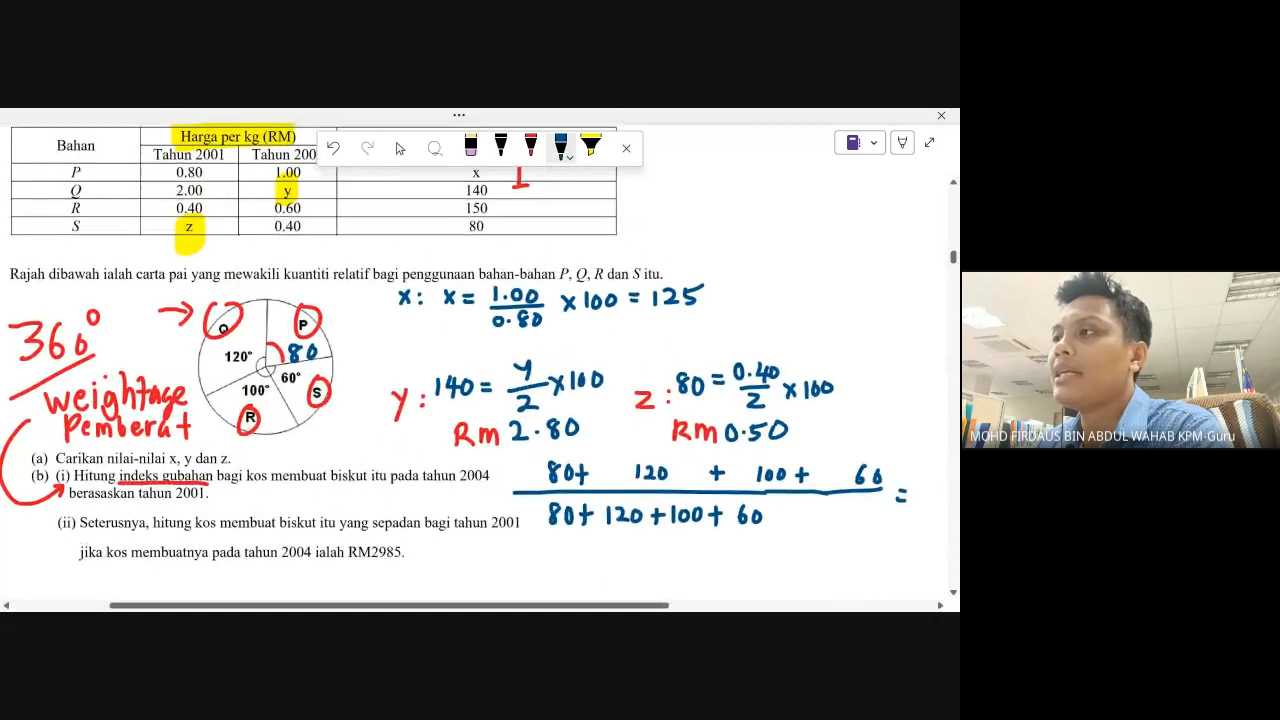 Bahan Harga per kg (RM)
Tahun 2001 Tahun 200
P 0.80 1.00 x I
Q 2.00 y 140
R 0.40 0.60 150
S z 0.40 80
Rajah dibawah ialah carta pai yang mewakili kuantiti relatif bagi penggunaan bahan-bahan P, Q, R dan S itu.
x: x = 1.00/0.80 × 100 = 125
360°
Q P
120° 80
60°
100° S
R
weightage
Pemberat
y: 140 = y/2 × 100
Rm 2.80
z: 80 = 0.40/z × 100
Rm 0.50
(a) Carikan nilai-nilai x, y dan z.
(b) (i) Hitung indeks gubahan bagi kos membuat biskut itu pada tahun 2004
berasaskan tahun 2001.
80+ 120 + 100+ 60 =
80+ 120 +100+ 60
(ii) Seterusnya, hitung kos membuat biskut itu yang sepadan bagi tahun 2001
jika kos membuatnya pada tahun 2004 ialah RM2985.
MOHD FIRDAUS BIN ABDUL WAHAB KPM-Guru